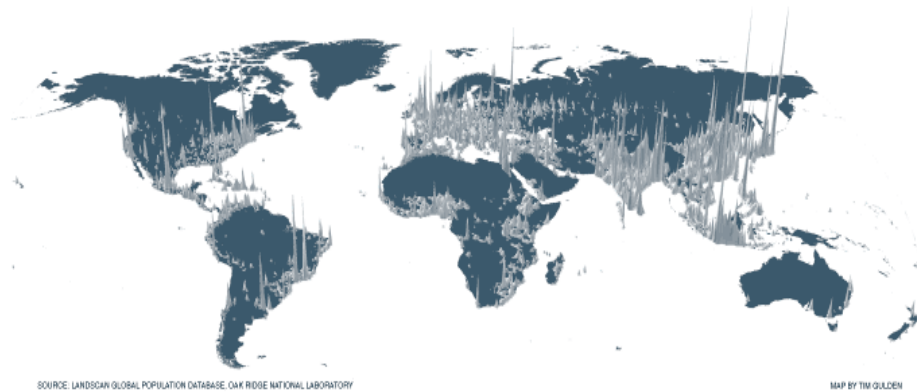 SOURCE: LANDSCAN GLOBAL POPULATION DATABASE, OAK RIDGE NATIONAL LABORATORY
MAP BY TIM GULDEN